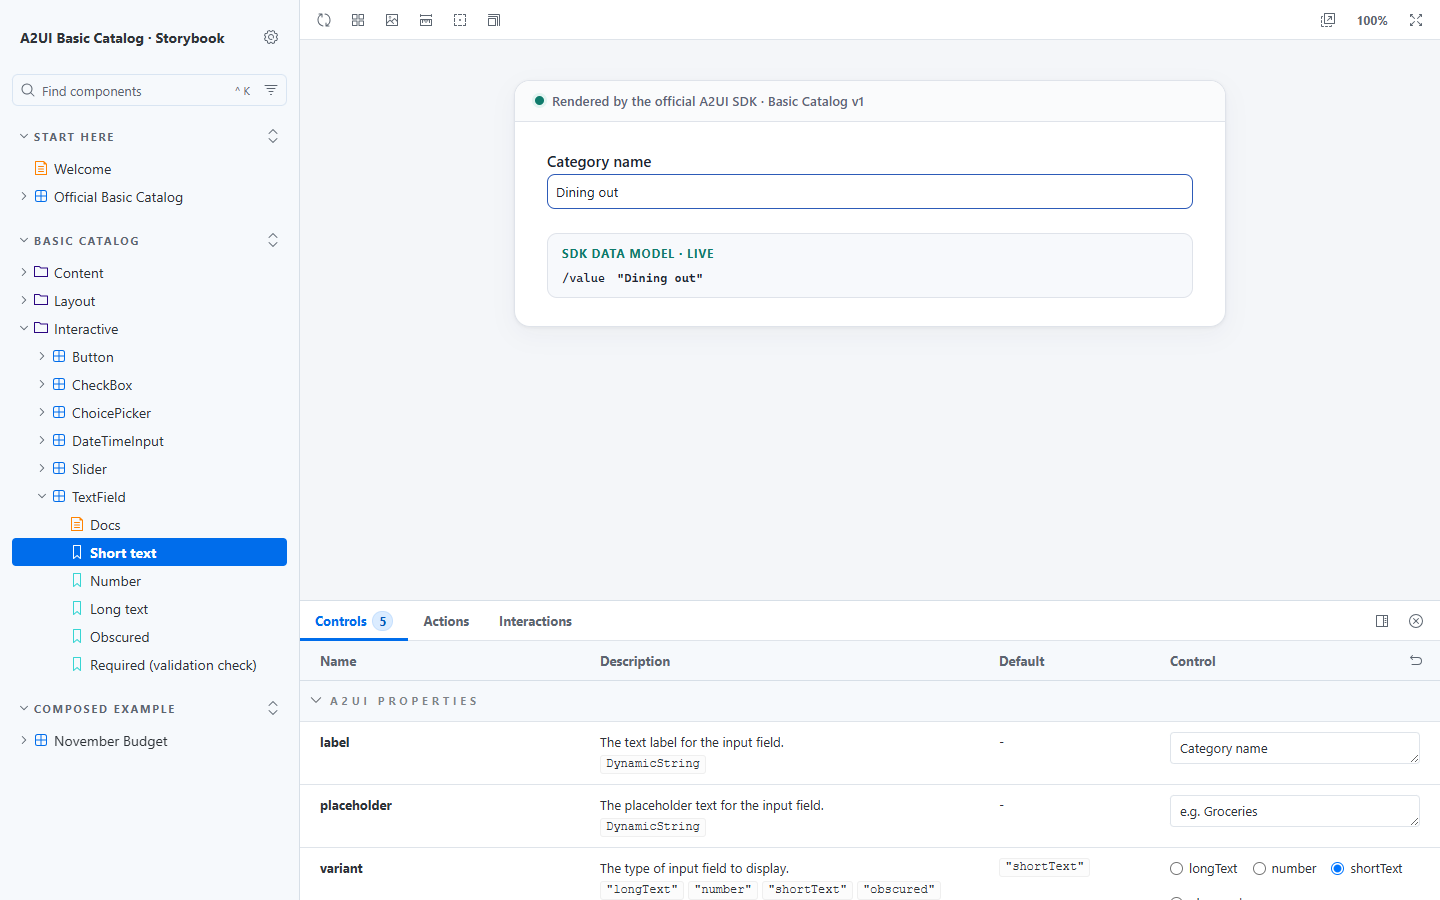 A2UI Basic Catalog · Storybook
Find components
^ K
START HERE
Welcome
Official Basic Catalog
BASIC CATALOG
Content
Layout
Interactive
Button
CheckBox
ChoicePicker
DateTimeInput
Slider
TextField
Docs
Short text
Number
Long text
Obscured
Required (validation check)
COMPOSED EXAMPLE
November Budget
100%
Rendered by the official A2UI SDK · Basic Catalog v1
Category name
Dining out
SDK DATA MODEL · LIVE
/value "Dining out"
Controls 5 Actions Interactions
Name Description Default Control
A2UI PROPERTIES
label The text label for the input field. - Category name
DynamicString
placeholder The placeholder text for the input field. - e.g. Groceries
DynamicString
variant The type of input field to display. "shortText" longText number shortText
"longText" "number" "shortText" "obscured"